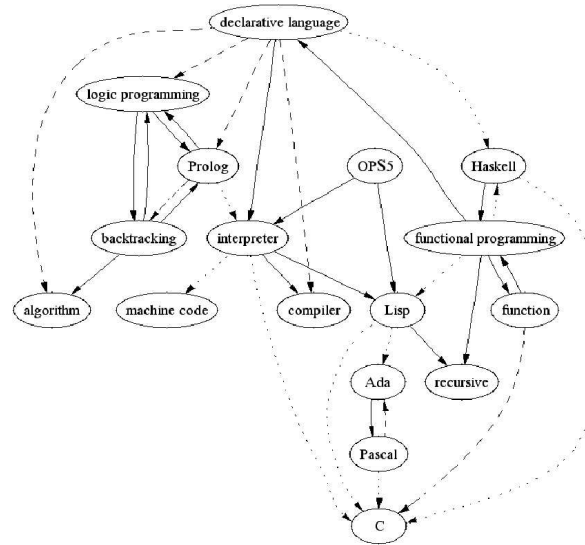 declarative language
logic programming
Prolog
OPS5
Haskell
backtracking
interpreter
functional programming
algorithm
machine code
compiler
Lisp
function
Ada
recursive
Pascal
C